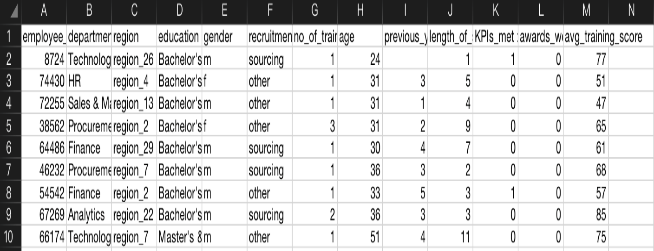 A B C D E F G H I J K L M N
1 employee_ departmer region education gender recruitmen no_of_train age previous_y length_of_s KPIs_met awards_w avg_training_score
2 8724 Technolog region_26 Bachelor's m sourcing 1 24 1 1 0 77
3 74430 HR region_4 Bachelor's f other 1 31 3 5 0 0 51
4 72255 Sales & Ma region_13 Bachelor's m other 1 31 1 4 0 0 47
5 38562 Procureme region_2 Bachelor's f other 3 31 2 9 0 0 65
6 64486 Finance region_29 Bachelor's m sourcing 1 30 4 7 0 0 61
7 46232 Procureme region_7 Bachelor's m sourcing 1 36 3 2 0 0 68
8 54542 Finance region_2 Bachelor's m other 1 33 5 3 1 0 57
9 67269 Analytics region_22 Bachelor's m sourcing 2 36 3 3 0 0 85
10 66174 Technolog region_7 Master's & m other 1 51 4 11 0 0 75